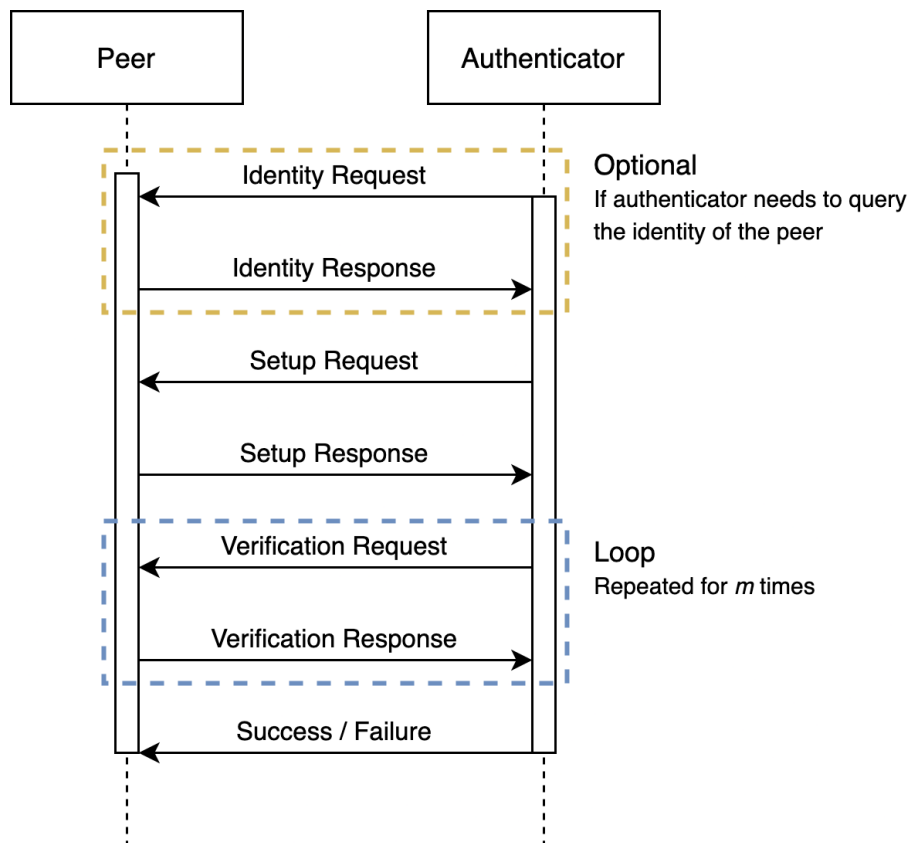 Peer
Authenticator
Identity Request
Optional
If authenticator needs to query
the identity of the peer
Identity Response
Setup Request
Setup Response
Verification Request
Loop
Repeated for m times
Verification Response
Success / Failure